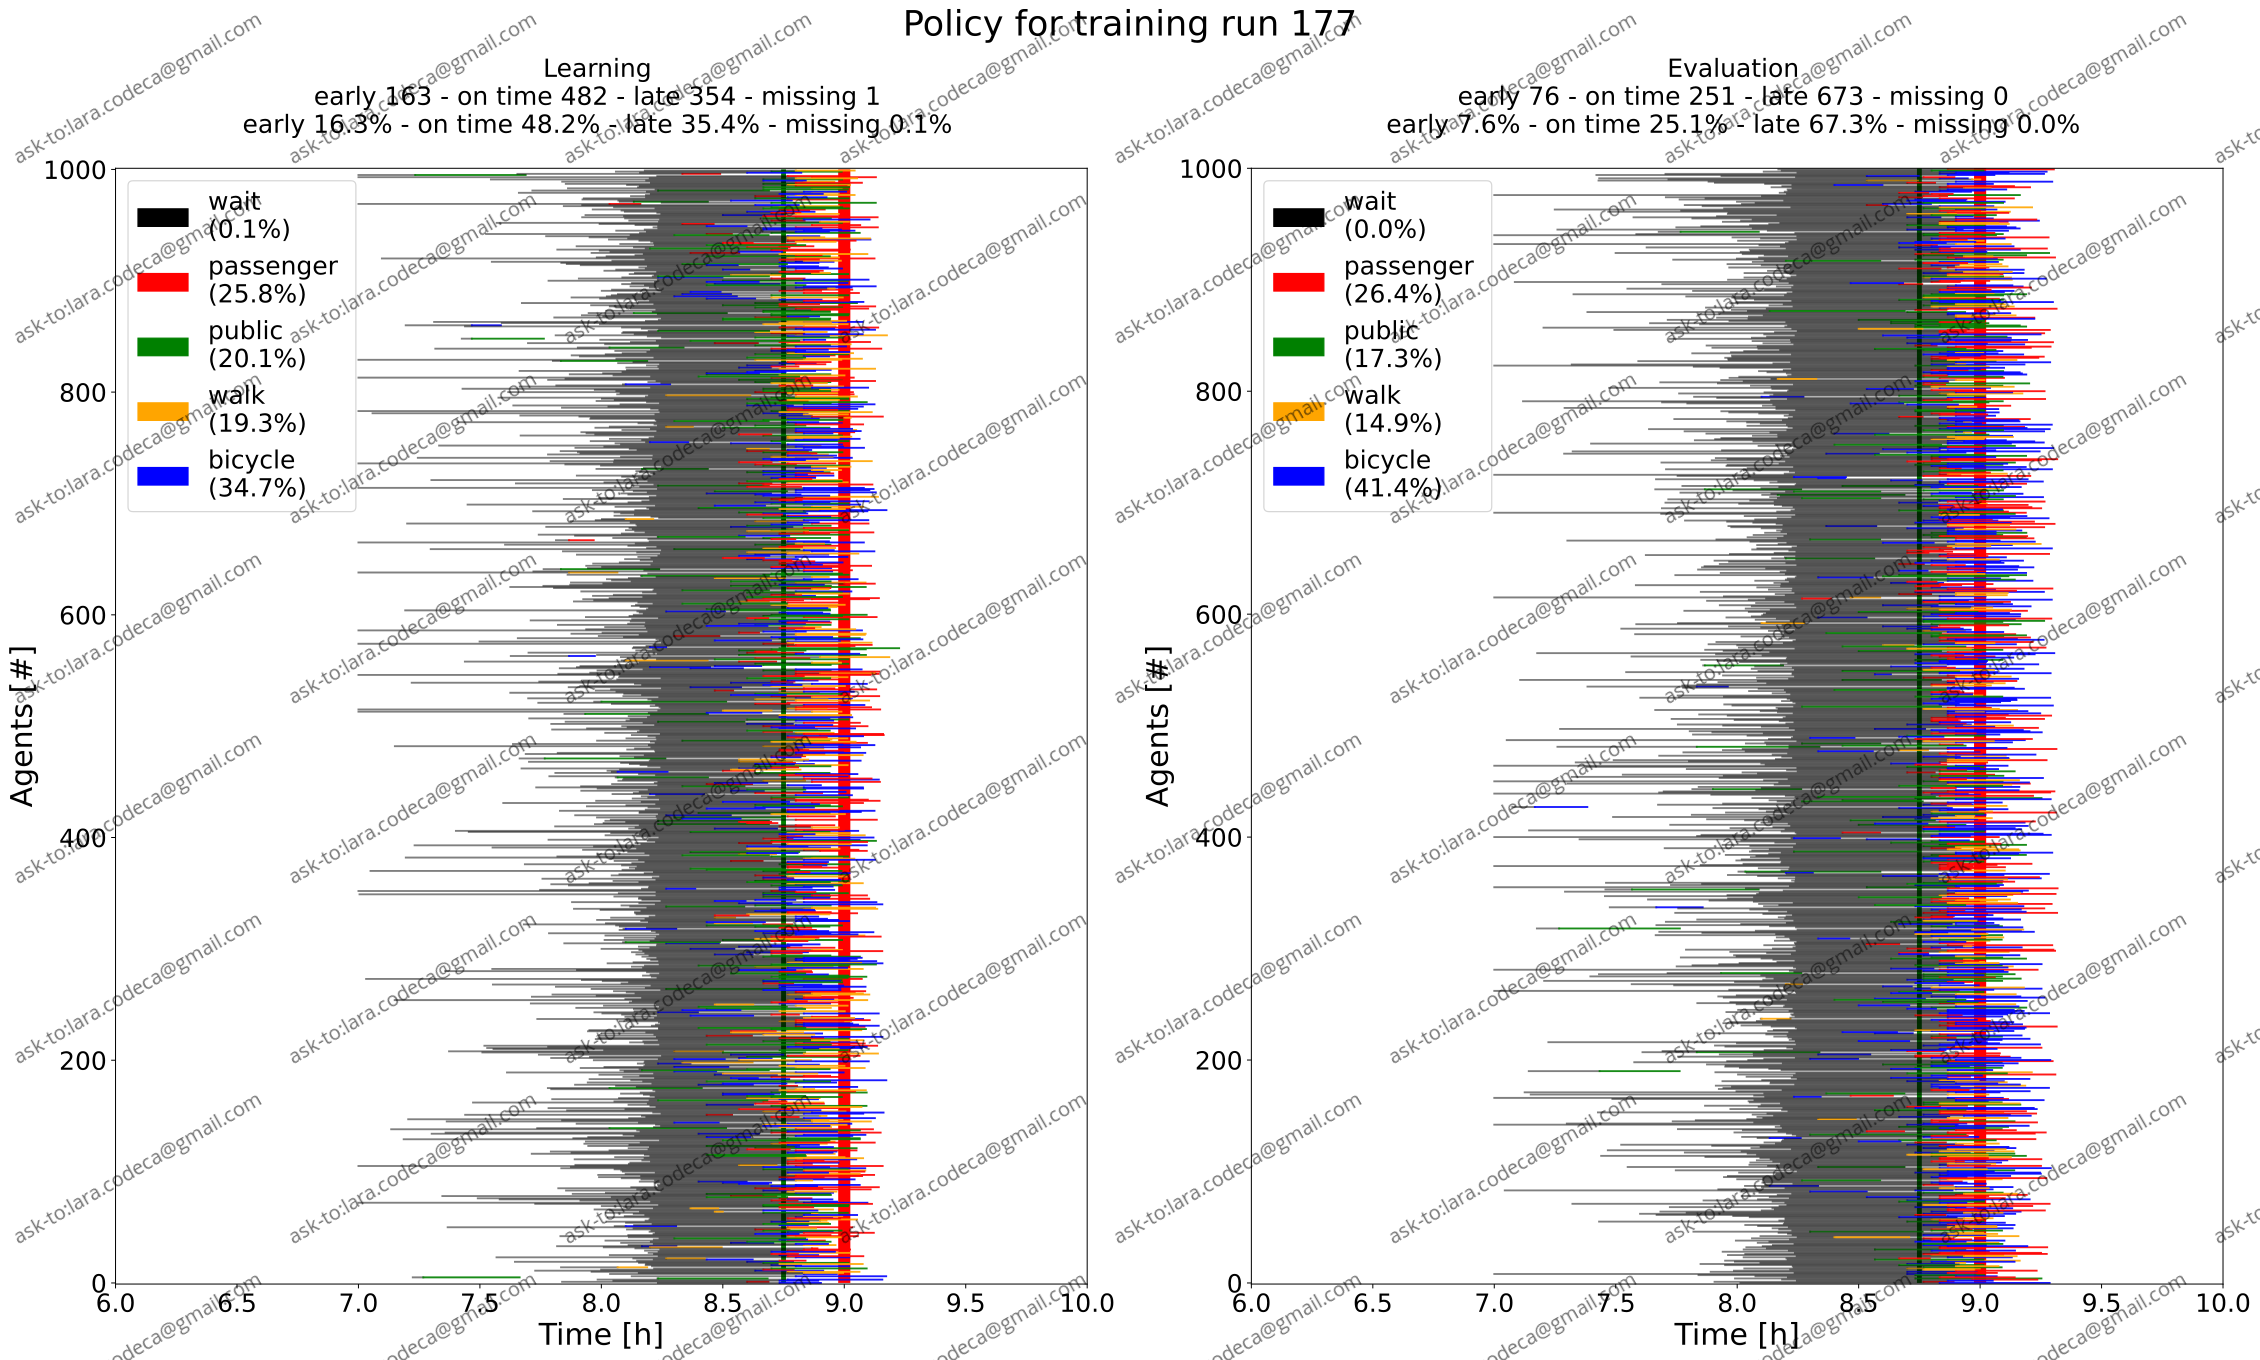 Policy for training run 177
Learning
early 163 - on time 482 - late 354 - missing 1
early 16.3% - on time 48.2% - late 35.4% - missing 0.1%
Evaluation
early 76 - on time 251 - late 673 - missing 0
early 7.6% - on time 25.1% - late 67.3% - missing 0.0%
wait
(0.1%)
passenger
(25.8%)
public
(20.1%)
walk
(19.3%)
bicycle
(34.7%)
wait
(0.0%)
passenger
(26.4%)
public
(17.3%)
walk
(14.9%)
bicycle
(41.4%)
Agents [#]
1000
800
600
400
200
0
6.0 6.5 7.0 7.5 8.0 8.5 9.0 9.5 10.0
Time [h]
Agents [#]
1000
800
600
400
200
0
6.0 6.5 7.0 7.5 8.0 8.5 9.0 9.5 10.0
Time [h]
ask-to:lara.codeca@gmail.com